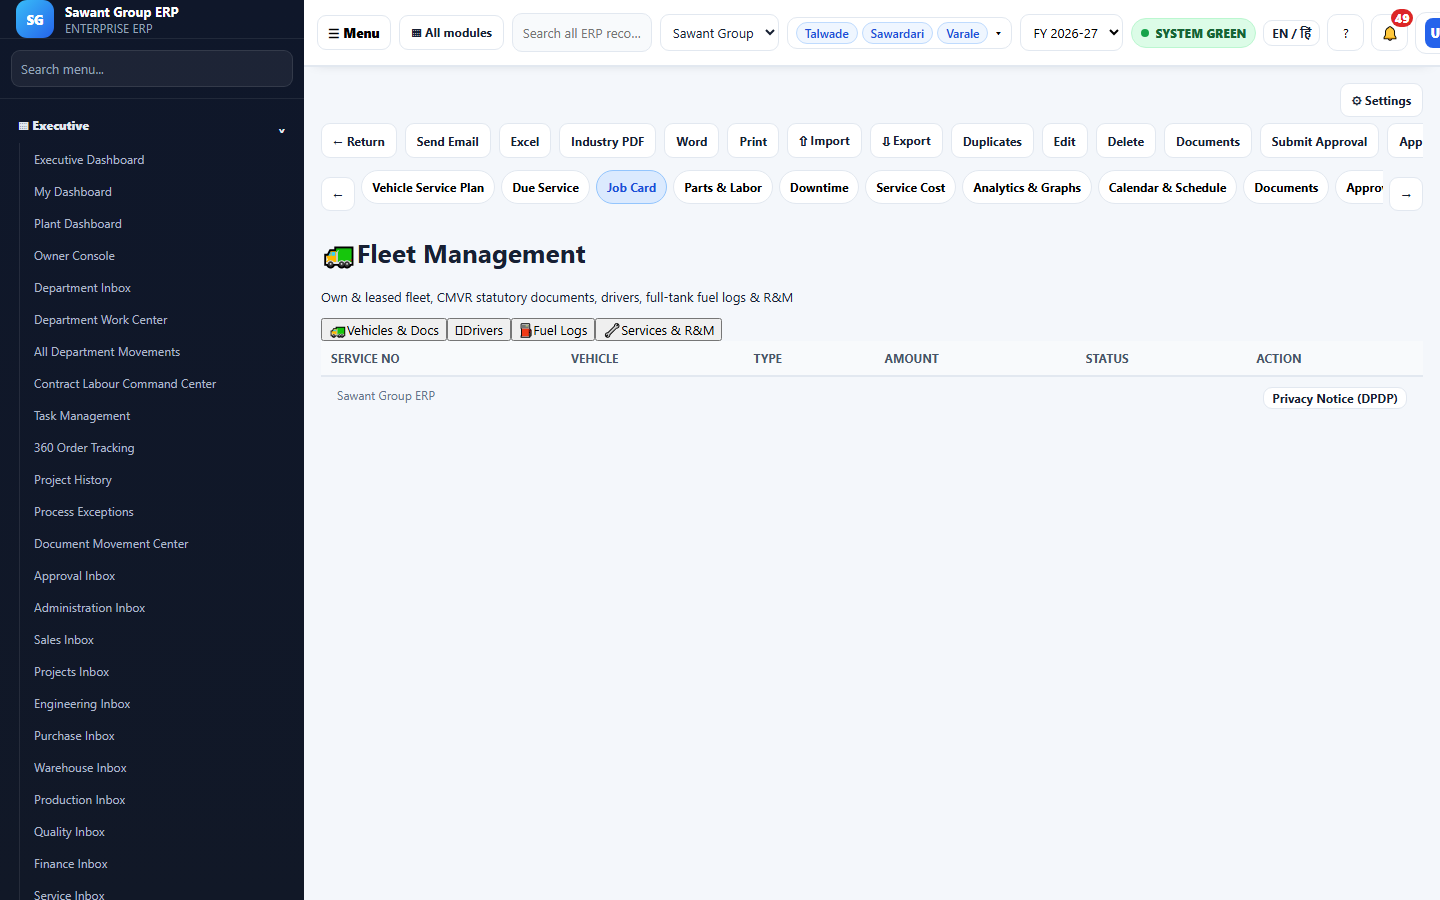 SG
Sawant Group ERP
ENTERPRISE ERP
☰ Menu
All modules
Search all ERP reco...
Sawant Group
Talwade
Sawardari
Varale
FY 2026-27
SYSTEM GREEN
EN / हिं
?
49
U
Search menu...
Executive
Executive Dashboard
My Dashboard
Plant Dashboard
Owner Console
Department Inbox
Department Work Center
All Department Movements
Contract Labour Command Center
Task Management
360 Order Tracking
Project History
Process Exceptions
Document Movement Center
Approval Inbox
Administration Inbox
Sales Inbox
Projects Inbox
Engineering Inbox
Purchase Inbox
Warehouse Inbox
Production Inbox
Quality Inbox
Finance Inbox
Service Inbox
⚙ Settings
← Return
Send Email
Excel
Industry PDF
Word
Print
⇧ Import
⇩ Export
Duplicates
Edit
Delete
Documents
Submit Approval
App
←
Vehicle Service Plan
Due Service
Job Card
Parts & Labor
Downtime
Service Cost
Analytics & Graphs
Calendar & Schedule
Documents
Appro
→
Fleet Management
Own & leased fleet, CMVR statutory documents, drivers, full-tank fuel logs & R&M
Vehicles & Docs
Drivers
Fuel Logs
Services & R&M
SERVICE NO
VEHICLE
TYPE
AMOUNT
STATUS
ACTION
Sawant Group ERP
Privacy Notice (DPDP)